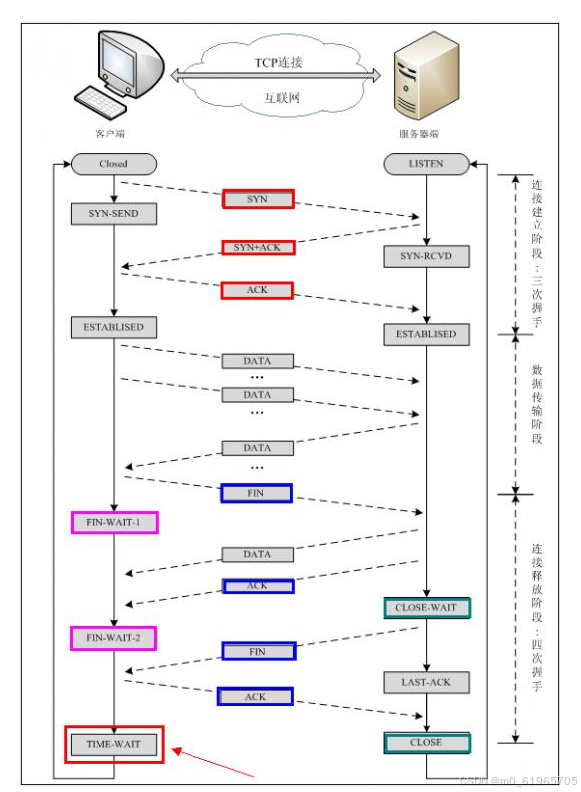 TCP连接
互联网
客户端
服务器端
Closed
LISTEN
SYN
SYN-SEND
SYN+ACK
SYN-RCVD
ACK
ESTABLISED
ESTABLISED
连接建立阶段：三次握手
DATA
...
DATA
...
DATA
...
数据传输阶段
FIN
FIN-WAIT-1
DATA
ACK
CLOSE-WAIT
FIN-WAIT-2
FIN
LAST-ACK
ACK
TIME-WAIT
CLOSE
连接释放阶段：四次握手
CSDN @m0_61965705